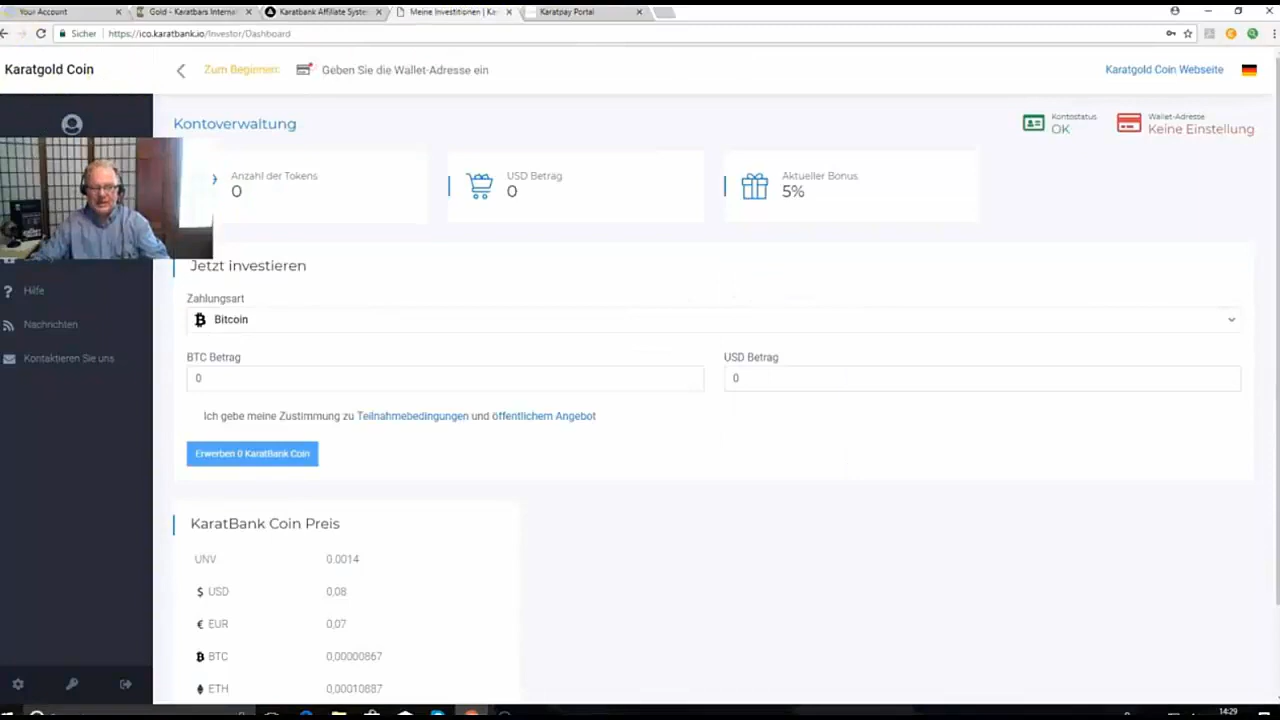 Your Account
Gold - Karatbars Internat
Karatbank Affiliate Syste
Meine Investitionen | Ka
Karatpay Portal
Sicher
https://ico.karatbank.io/Investor/Dashboard
Karatgold Coin
Zum Beginnen:
Geben Sie die Wallet-Adresse ein
Karatgold Coin Webseite
Kontoverwaltung
Kontostatus
OK
Wallet-Adresse
Keine Einstellung
Anzahl der Tokens
0
USD Betrag
0
Aktueller Bonus
5%
Jetzt investieren
Hilfe
Nachrichten
Kontaktieren Sie uns
Zahlungsart
Bitcoin
BTC Betrag
USD Betrag
0
0
Ich gebe meine Zustimmung zu Teilnahmebedingungen und öffentlichem Angebot
Erwerben 0 KaratBank Coin
KaratBank Coin Preis
UNV 0.0014
$ USD 0,08
€ EUR 0,07
BTC 0,00000867
ETH 0,00010887
14:29